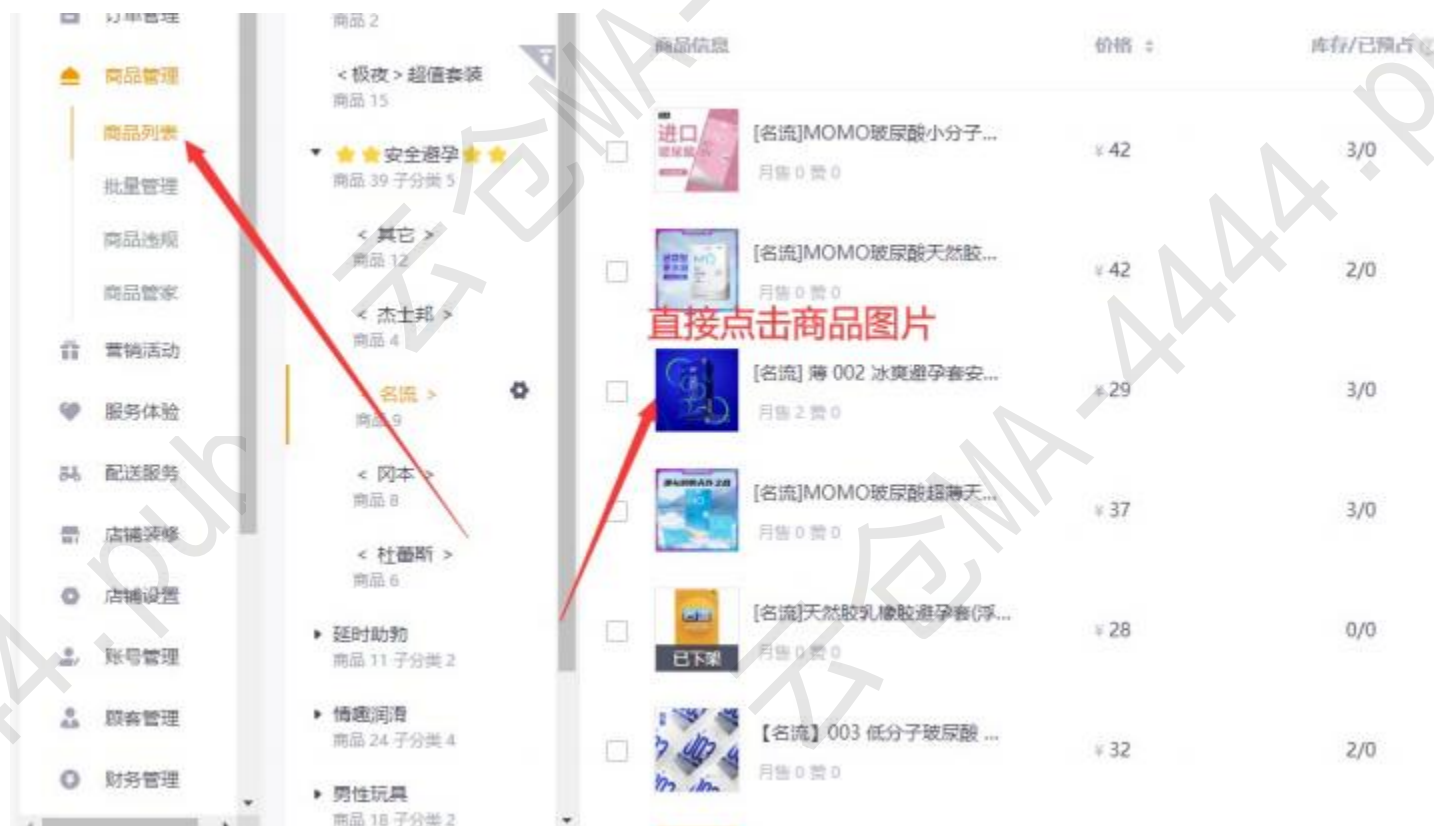 订单管理
商品管理
商品列表
批量管理
商品违规
商品管家
营销活动
服务体验
配送服务
店铺装修
店铺设置
账号管理
顾客管理
财务管理
商品 2
<极夜>超值套装
商品 15
⭐⭐安全避孕⭐⭐
商品 39 子分类 5
< 其它 >
商品 12
< 杰士邦 >
商品 4
名流 >
商品 9
< 冈本 >
商品 8
< 杜蕾斯 >
商品 6
延时助勃
商品 11 子分类 2
情趣润滑
商品 24 子分类 4
男性玩具
商品 18 子分类 2
商品信息 价格 库存/已预占
进口
[名流]MOMO玻尿酸小分子... ¥ 42 3/0
月售 0 赞 0
[名流]MOMO玻尿酸天然胶... ¥ 42 2/0
月售 0 赞 0
直接点击商品图片
[名流] 薄 002 冰爽避孕套安... ¥ 29 3/0
月售 2 赞 0
[名流]MOMO玻尿酸超薄天... ¥ 37 3/0
月售 0 赞 0
[名流]天然胶乳橡胶避孕套(浮... ¥ 28 0/0
已下架
月售 0 赞 0
【名流】003 低分子玻尿酸 ... ¥ 32 2/0
月售 0 赞 0
云仓MA-444.pub